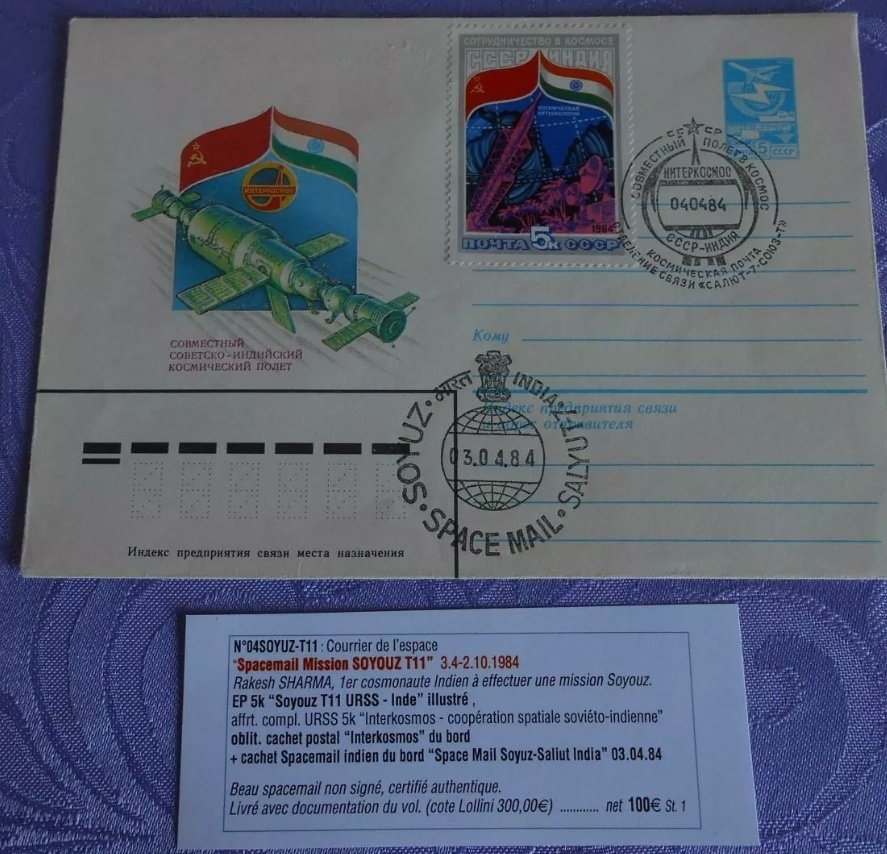 СОТРУДНИЧЕСТВО В КОСМОСЕ
СССР-ИНДИЯ
КОСМИЧЕСКАЯ
МЕТЕОРОЛОГИЯ
1984
ПОЧТА 5к СССР
5 СССР
СССР
СОВМЕСТНЫЙ ПОЛЕТ В КОСМОС
ИНТЕРКОСМОС
040484
СССР-ИНДИЯ
КОСМИЧЕСКАЯ ПОЧТА
СВЯЗИ «САЛЮТ-7-СОЮЗ-Т»
ИНТЕРКОСМОС
СОВМЕСТНЫЙ
СОВЕТСКО-ИНДИЙСКИЙ
КОСМИЧЕСКИЙ ПОЛЕТ
Кому
Индекс предприятия связи
отправителя
भारत INDIA
SOYUZ
03.04.84
SALYUT-7
SPACE MAIL
Индекс предприятия связи места назначения
N°04SOYUZ-T11 : Courrier de l'espace
"Spacemail Mission SOYOUZ T11" 3.4-2.10.1984
Rakesh SHARMA, 1er cosmonaute Indien à effectuer une mission Soyouz.
EP 5k "Soyouz T11 URSS - Inde" illustré ,
affrt. compl. URSS 5k "Interkosmos - coopération spatiale soviéto-indienne"
oblit. cachet postal "Interkosmos" du bord
+ cachet Spacemail indien du bord "Space Mail Soyuz-Saliut India" 03.04.84
Beau spacemail non signé, certifié authentique.
Livré avec documentation du vol. (cote Lollini 300,00€) ............ net 100€ St. 1